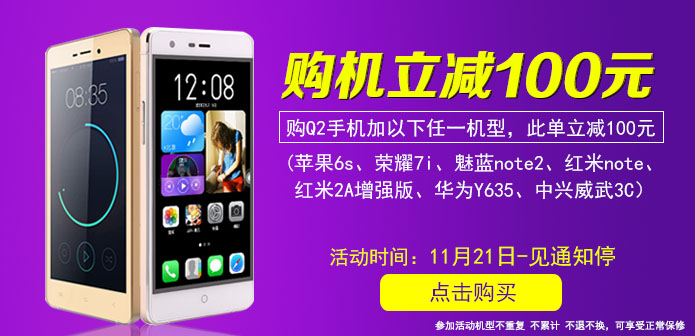 购机立减100元
购Q2手机加以下任一机型，此单立减100元
（苹果6s、荣耀7i、魅蓝note2、红米note、
红米2A增强版、华为Y635、中兴威武3C）
活动时间：11月21日-见通知停
点击购买
参加活动机型不重复 不累计 不退不换，可享受正常保修
08:35
12:08